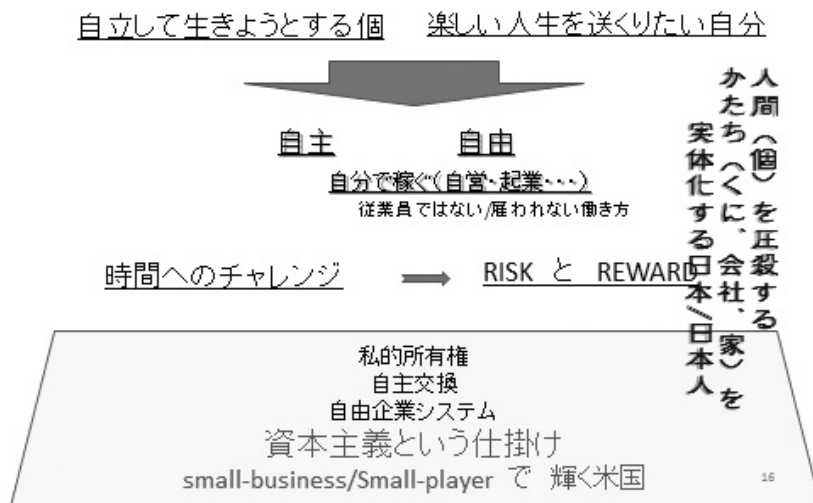 自立して生きようとする個　楽しい人生を送くりたい自分
自主　自由
自分で稼ぐ(自営・起業・・・)
従業員ではない/雇われない働き方
時間へのチャレンジ　RISK と REWARD
人間（個）を圧殺する
かたち（くに、会社、家）を
実体化する日本/日本人
私的所有権
自主交換
自由企業システム
資本主義という仕掛け
small-business/Small-player で 輝く米国
16